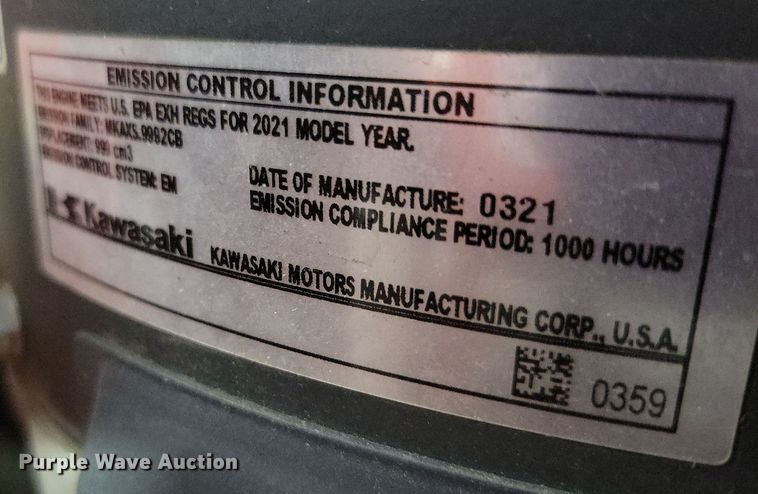 EMISSION CONTROL INFORMATION
THIS ENGINE MEETS U.S. EPA EXH REGS FOR 2021 MODEL YEAR.
EMISSION FAMILY: MKAXS.9992CB
DISPLACEMENT: 999 cm3
EMISSION CONTROL SYSTEM: EM
DATE OF MANUFACTURE: 0321
EMISSION COMPLIANCE PERIOD: 1000 HOURS
Kawasaki
KAWASAKI MOTORS MANUFACTURING CORP., U.S.A.
0359
Purple Wave Auction